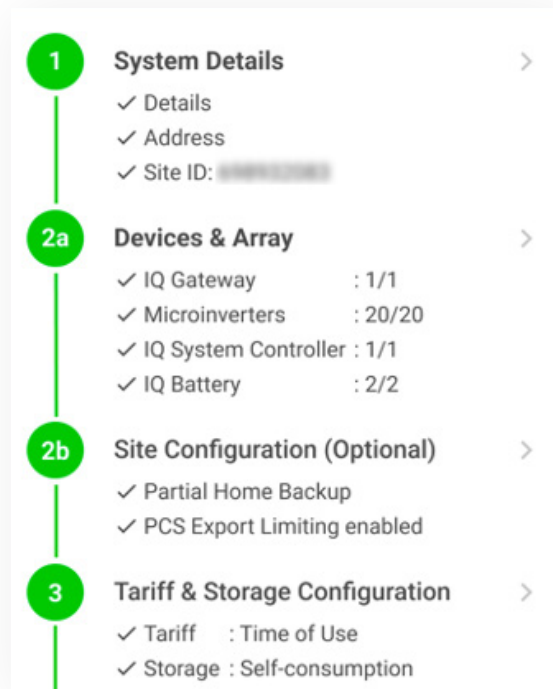 1 System Details
Details
Address
Site ID:
2a Devices & Array
IQ Gateway : 1/1
Microinverters : 20/20
IQ System Controller : 1/1
IQ Battery : 2/2
2b Site Configuration (Optional)
Partial Home Backup
PCS Export Limiting enabled
3 Tariff & Storage Configuration
Tariff : Time of Use
Storage : Self-consumption